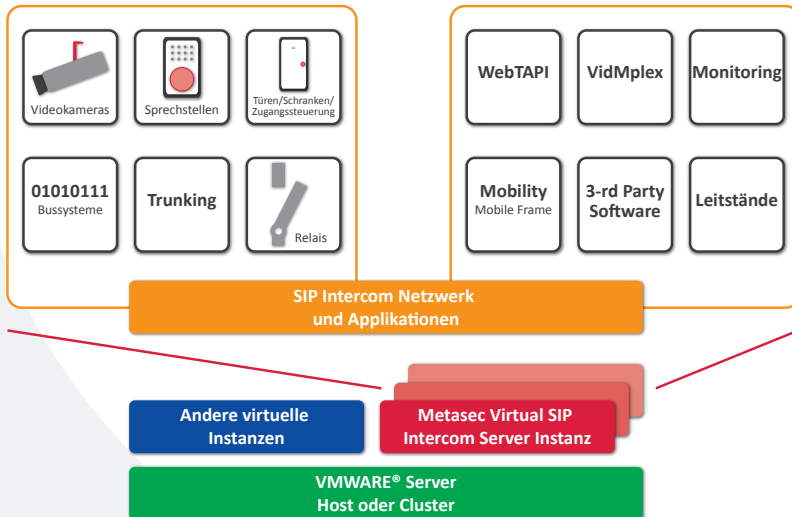 Videokameras
Sprechstellen
Türen/Schranken/
Zugangssteuerung
01010111
Bussysteme
Trunking
Relais
WebTAPI
VidMplex
Monitoring
Mobility
Mobile Frame
3-rd Party
Software
Leitstände
SIP Intercom Netzwerk
und Applikationen
Andere virtuelle
Instanzen
Metasec Virtual SIP
Intercom Server Instanz
VMWARE® Server
Host oder Cluster